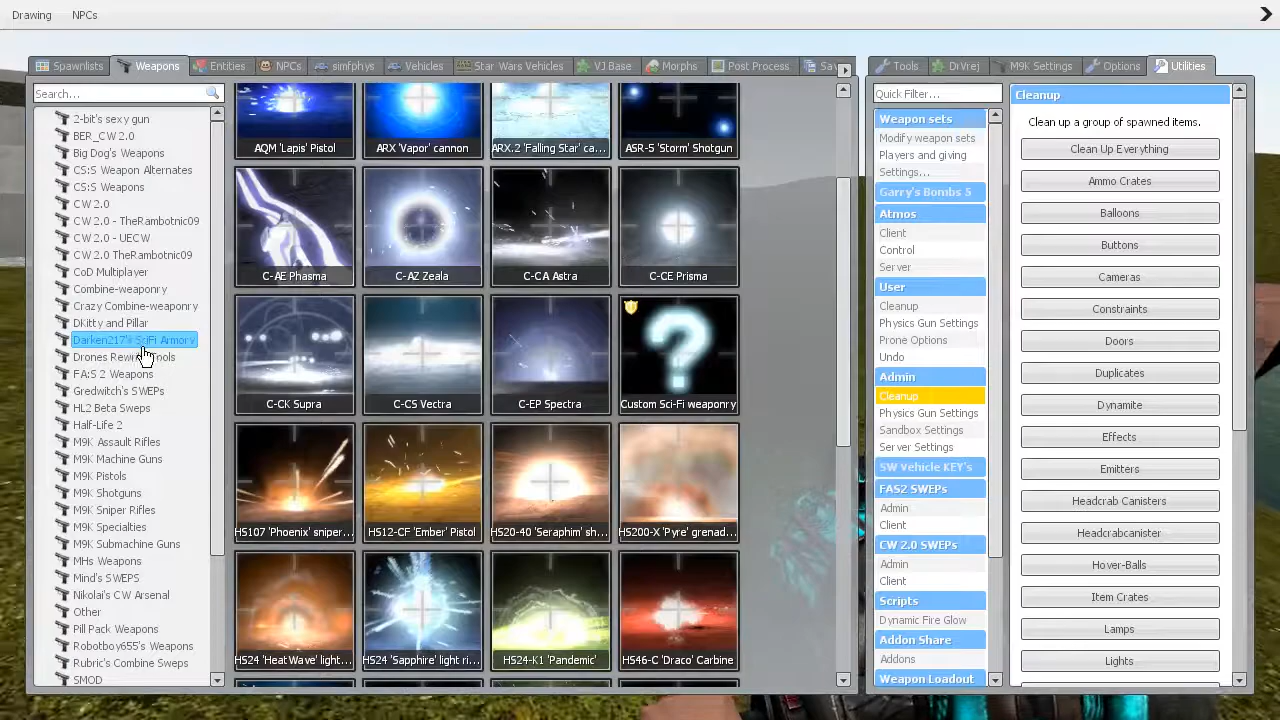 Drawing
NPCs
Spawnlists
Weapons
Entities
NPCs
simfphys
Vehicles
Star Wars Vehicles
VJ Base
Morphs
Post Process
Tools
DrVrej
M9K Settings
Options
Utilities
Search...
2-bit's sexy gun
BER_CW 2.0
Big Dog's Weapons
CS:S Weapon Alternates
CS:S Weapons
CW 2.0
CW 2.0 - TheRambotnic09
CW 2.0 - UECW
CW 2.0 TheRambotnic09
CoD Multiplayer
Combine-weaponry
Crazy Combine-weaponry
DKitty and Pillar
Darken217's SciFi Armory
FA:S 2 Weapons
Gredwitch's SWEPs
HL2 Beta Sweps
Half-Life 2
M9K Assault Rifles
M9K Machine Guns
M9K Pistols
M9K Shotguns
M9K Sniper Rifles
M9K Specialties
M9K Submachine Guns
MHs Weapons
Mind's SWEPS
Nikolai's CW Arsenal
Other
Pill Pack Weapons
Robotboy655's Weapons
Rubric's Combine Sweps
SMOD
AQM 'Lapis' Pistol
ARX 'Vapor' cannon
ARX.2 'Falling Star' ca...
ASR-5 'Storm' Shotgun
C-AE Phasma
C-AZ Zeala
C-CA Astra
C-CE Prisma
C-CK Supra
C-CS Vectra
C-EP Spectra
Custom Sci-Fi weaponry
HS107 'Phoenix' sniper...
HS12-CF 'Ember' Pistol
HS20-40 'Seraphim' sh...
HS200-X 'Pyre' grenad...
HS24 'HeatWave' light...
HS24 'Sapphire' light ri...
HS24-K1 'Pandemic'
HS46-C 'Draco' Carbine
Quick Filter...
Weapon sets
Modify weapon sets
Players and giving
Settings...
Garry's Bombs 5
Atmos
Client
Control
Server
User
Cleanup
Physics Gun Settings
Prone Options
Undo
Admin
Cleanup
Physics Gun Settings
Sandbox Settings
Server Settings
SW Vehicle KEY's
FAS2 SWEPs
Admin
Client
CW 2.0 SWEPs
Admin
Client
Scripts
Dynamic Fire Glow
Addon Share
Addons
Weapon Loadout
Cleanup
Clean up a group of spawned items.
Clean Up Everything
Ammo Crates
Balloons
Buttons
Cameras
Constraints
Doors
Duplicates
Dynamite
Effects
Emitters
Headcrab Canisters
Headcrabcanister
Hover-Balls
Item Crates
Lamps
Lights